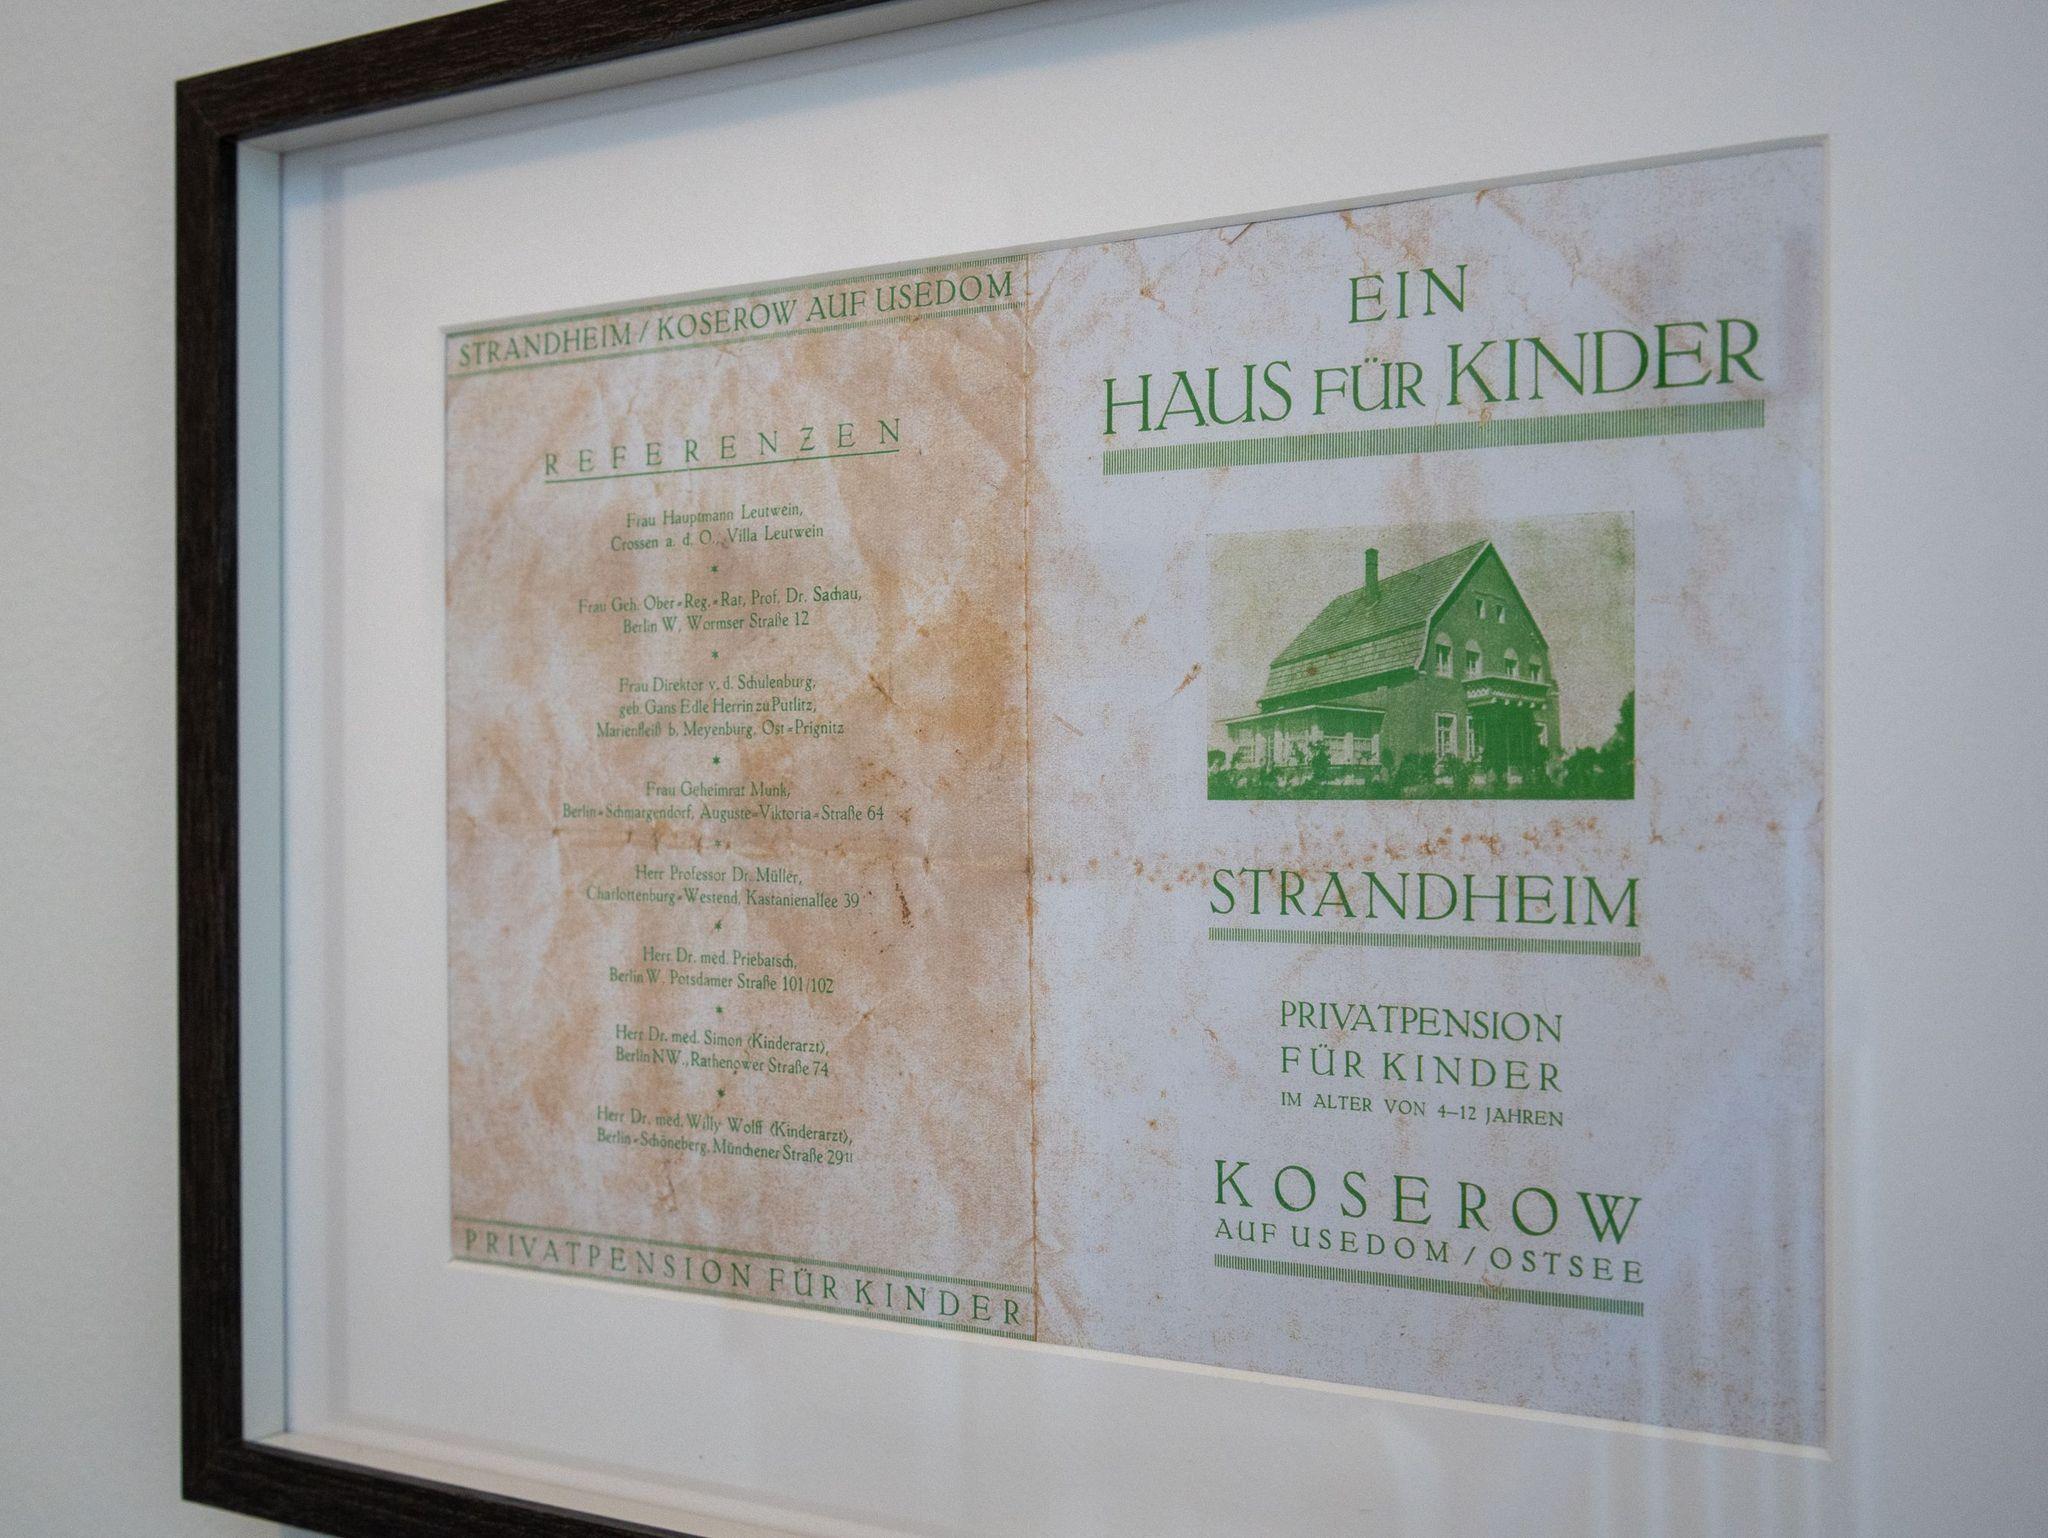 STRANDHEIM / KOSEROW AUF USEDOM
REFERENZEN
Frau Hauptmann Leutwein,
Crossen a. d. O., Villa Leutwein
*
Frau Geh. Ober=Reg.=Rat, Prof. Dr. Sachau,
Berlin W, Wormser Straße 12
*
Frau Direktor v. d. Schulenburg,
geb. Gans Edle Herrin zu Putlitz,
Marienfließ b. Meyenburg, Ost=Prignitz
*
Frau Geheimrat Munk,
Berlin=Schmargendorf, Auguste=Viktoria=Straße 64
*
Herr Professor Dr. Müller,
Charlottenburg=Westend, Kastanienallee 39
*
Herr Dr. med. Priebatsch,
Berlin W, Potsdamer Straße 101/102
*
Herr Dr. med. Simon (Kinderarzt),
Berlin NW., Rathenower Straße 74
*
Herr Dr. med. Willy Wolff (Kinderarzt),
Berlin=Schöneberg, Münchener Straße 29 II
PRIVATPENSION FÜR KINDER
EIN
HAUS FÜR KINDER
STRANDHEIM
PRIVATPENSION
FÜR KINDER
IM ALTER VON 4–12 JAHREN
KOSEROW
AUF USEDOM / OSTSEE